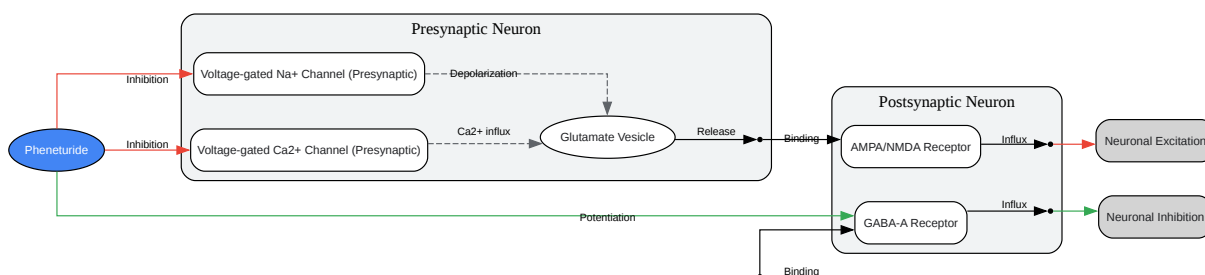 Presynaptic Neuron
Voltage-gated Na+ Channel (Presynaptic)
Depolarization
Inhibition
Postsynaptic Neuron
Ca2+ influx
Release
Pheneturide
Inhibition
Voltage-gated Ca2+ Channel (Presynaptic)
Glutamate Vesicle
Binding
AMPA/NMDA Receptor
Influx
Neuronal Excitation
Potentiation
GABA-A Receptor
Influx
Neuronal Inhibition
Binding